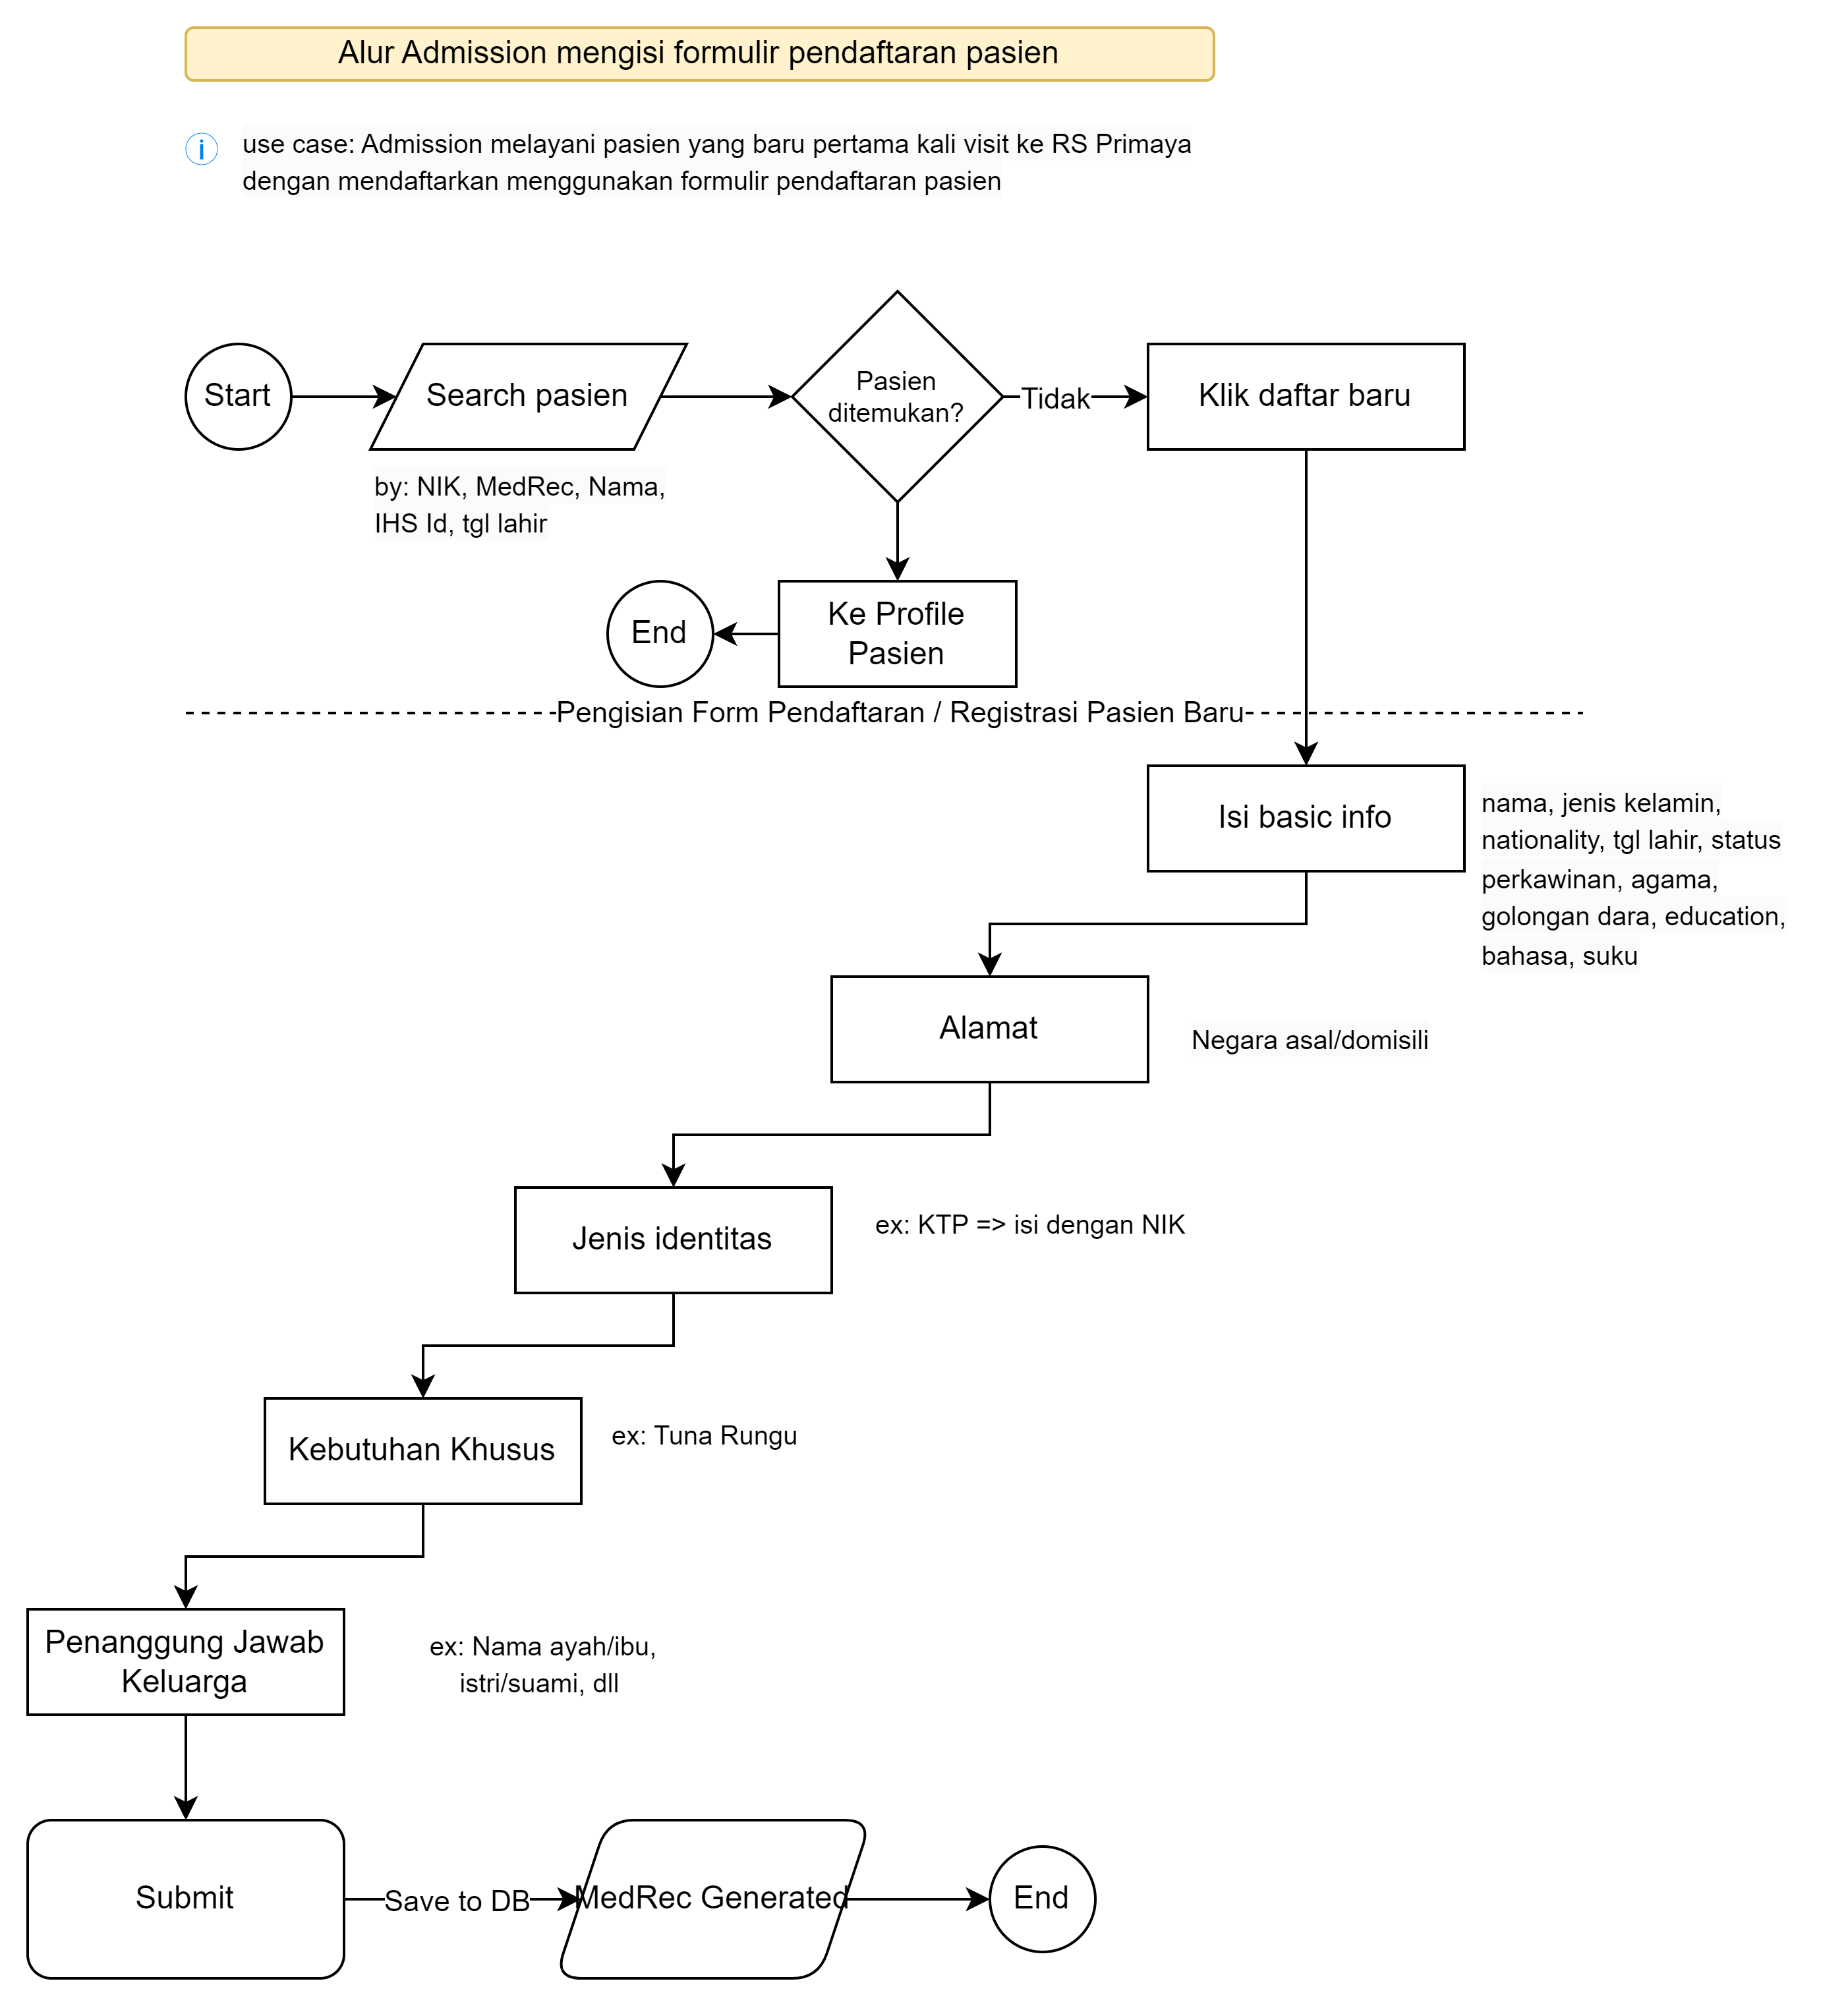 Alur Admission mengisi formulir pendaftaran pasien
i
use case: Admission melayani pasien yang baru pertama kali visit ke RS Primaya
dengan mendaftarkan menggunakan formulir pendaftaran pasien
Start
Search pasien
Pasien
ditemukan?
Tidak
Klik daftar baru
by: NIK, MedRec, Nama,
IHS Id, tgl lahir
End
Ke Profile
Pasien
Pengisian Form Pendaftaran / Registrasi Pasien Baru
Isi basic info
nama, jenis kelamin,
nationality, tgl lahir, status
perkawinan, agama,
golongan dara, education,
bahasa, suku
Alamat
Negara asal/domisili
Jenis identitas
ex: KTP => isi dengan NIK
Kebutuhan Khusus
ex: Tuna Rungu
Penanggung Jawab
Keluarga
ex: Nama ayah/ibu,
istri/suami, dll
Submit
Save to DB
MedRec Generated
End